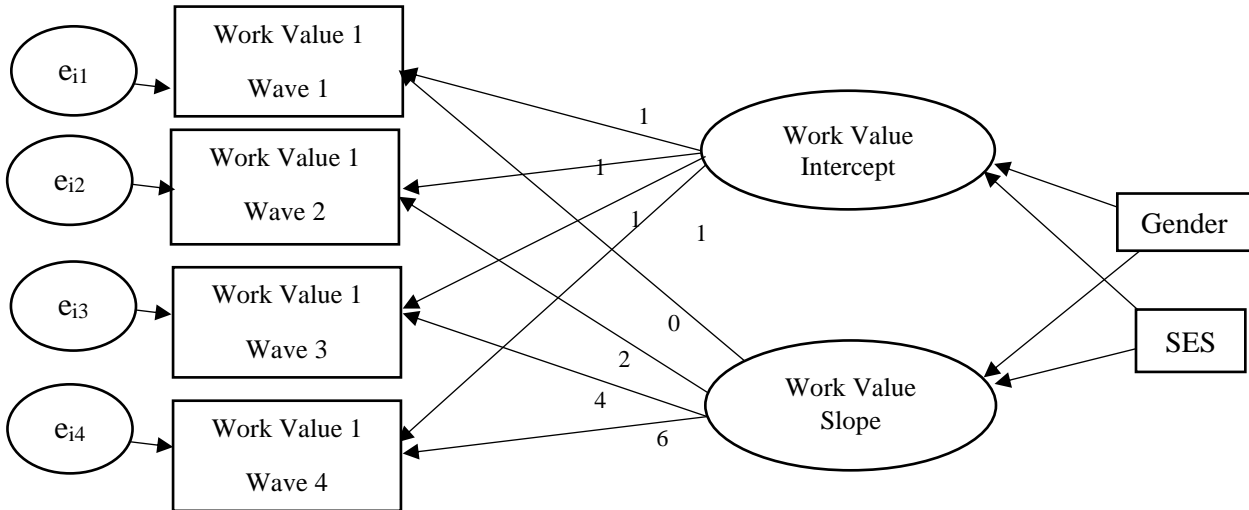 e_i1
Work Value 1
Wave 1
e_i2
Work Value 1
Wave 2
e_i3
Work Value 1
Wave 3
e_i4
Work Value 1
Wave 4
1
1
1
1
0
2
4
6
Work Value
Intercept
Work Value
Slope
Gender
SES